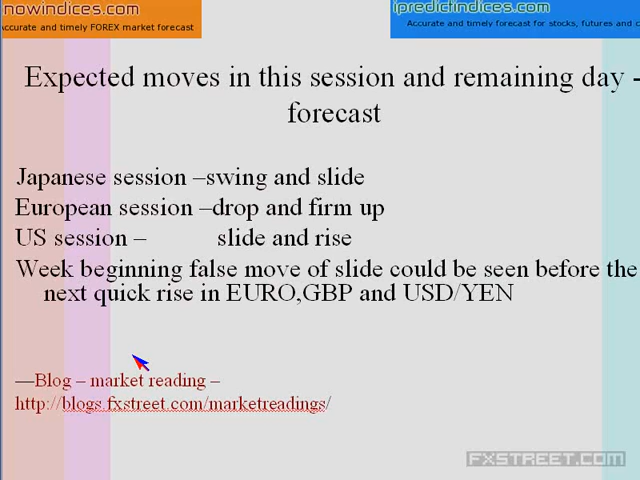 nowindices.com
Accurate and timely FOREX market forecast
ipredictindices.com
Accurate and timely forecast for stocks, futures and
Expected moves in this session and remaining day -
forecast
Japanese session –swing and slide
European session –drop and firm up
US session – slide and rise
Week beginning false move of slide could be seen before the
next quick rise in EURO,GBP and USD/YEN
—Blog – market reading –
http://blogs.fxstreet.com/marketreadings/
FXSTREET.COM